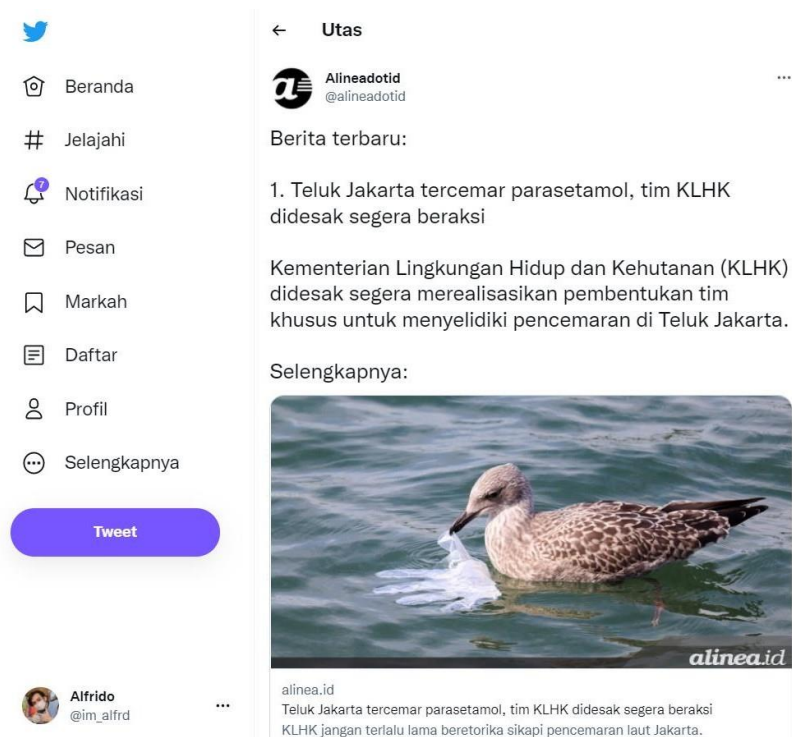 Beranda
Jelajahi
7
Notifikasi
Pesan
Markah
Daftar
Profil
Selengkapnya
Tweet
Alfrido
@im_alfrd
Utas
Alineadotid
@alineadotid
Berita terbaru:
1. Teluk Jakarta tercemar parasetamol, tim KLHK
didesak segera beraksi
Kementerian Lingkungan Hidup dan Kehutanan (KLHK)
didesak segera merealisasikan pembentukan tim
khusus untuk menyelidiki pencemaran di Teluk Jakarta.
Selengkapnya:
alinea.id
alinea.id
Teluk Jakarta tercemar parasetamol, tim KLHK didesak segera beraksi
KLHK jangan terlalu lama beretorika sikapi pencemaran laut Jakarta.